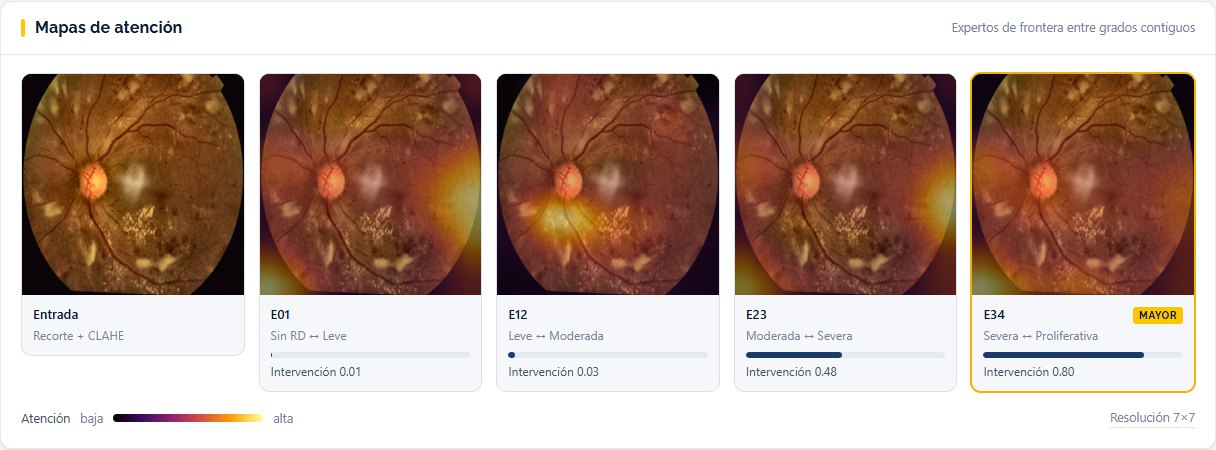 Mapas de atención
Expertos de frontera entre grados contiguos
Entrada
Recorte + CLAHE
E01
Sin RD ↔ Leve
Intervención 0.01
E12
Leve ↔ Moderada
Intervención 0.03
E23
Moderada ↔ Severa
Intervención 0.48
E34
MAYOR
Severa ↔ Proliferativa
Intervención 0.80
Atención baja alta
Resolución 7×7